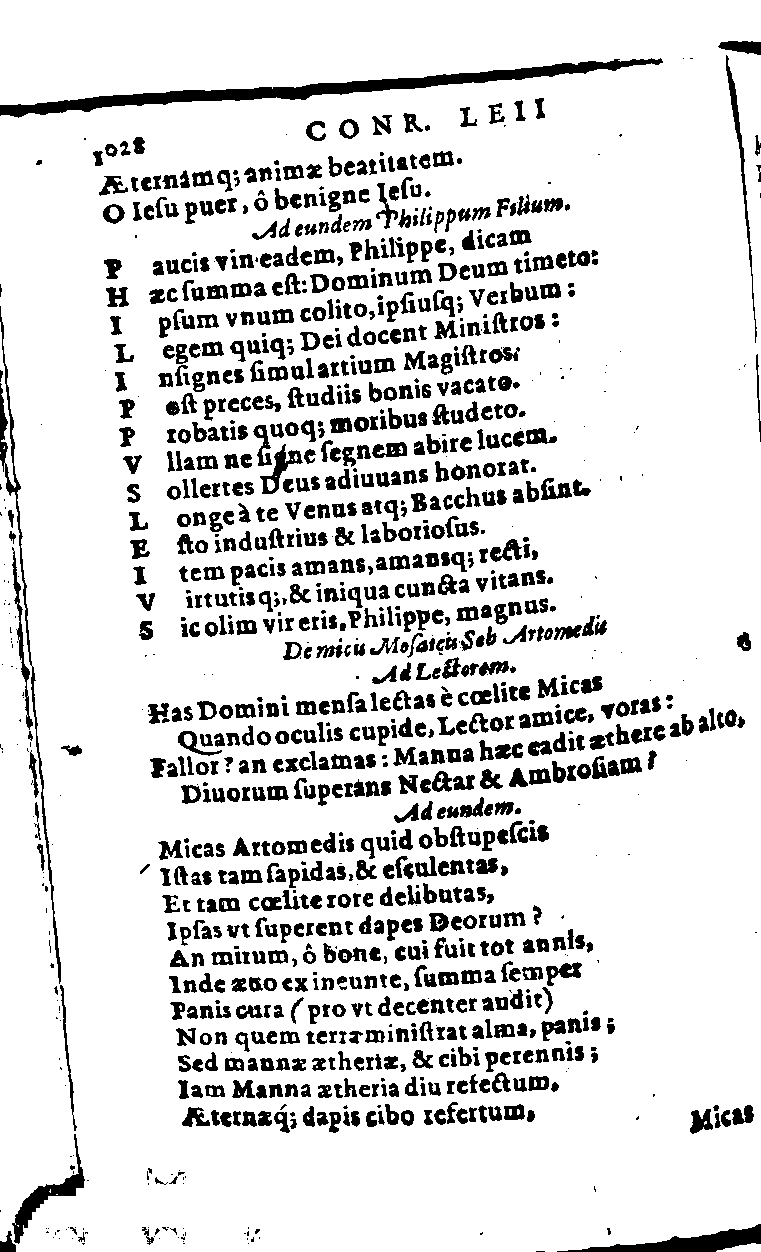 1028 CONR. LEII
Æternámq; animæ beatitatem.
O Iesu puer, ô benigne Iesu.
Ad eundem Philippum Filium.
P aucis vin eadem, Philippe, dicam
H æc ſumma eſt: Dominum Deum timeto:
I pſum vnum colito, ipſiuſq; Verbum:
L egem quiq; Dei docent Miniſtros:
I nſignes ſimul artium Magiſtros:
P oſt preces, ſtudiis bonis vacato.
P robatis quoq; moribus ſtudeto.
V llam ne ſigne ſegnem abire lucem.
S ollertes Deus adiuuans honorat.
L onge à te Venus atq; Bacchus abſint.
E ſto induſtrius & laborioſus.
I tem pacis amans, amansq; recti,
V irtutisq;, & iniqua cuncta vitans.
S ic olim vir eris, Philippe, magnus.
De micis Moſaicis Seb Artomedis
Ad Lectorem.
Has Domini menſa lectas è cœlite Micas
Quando oculis cupide, Lector amice, voras:
Fallor? an exclamas: Manna hæc cadit æthere ab alto,
Diuorum ſuperans Nectar & Ambroſiam?
Ad eundem.
Micas Artomedis quid obſtupeſcis
Iſtas tam ſapidas, & eſculentas,
Et tam cœlite rore delibutas,
Ipſas vt ſuperent dapes Deorum?
An mirum, ô bone, cui fuit tot annis,
Inde æuo ex ineunte, ſumma ſemper
Panis cura (pro vt decenter audit)
Non quem terræ miniſtrat alma, panis;
Sed mannæ ætheriæ, & cibi perennis;
Iam Manna ætheria diu refectum,
Æternæq́; dapis cibo refertum,
Micas